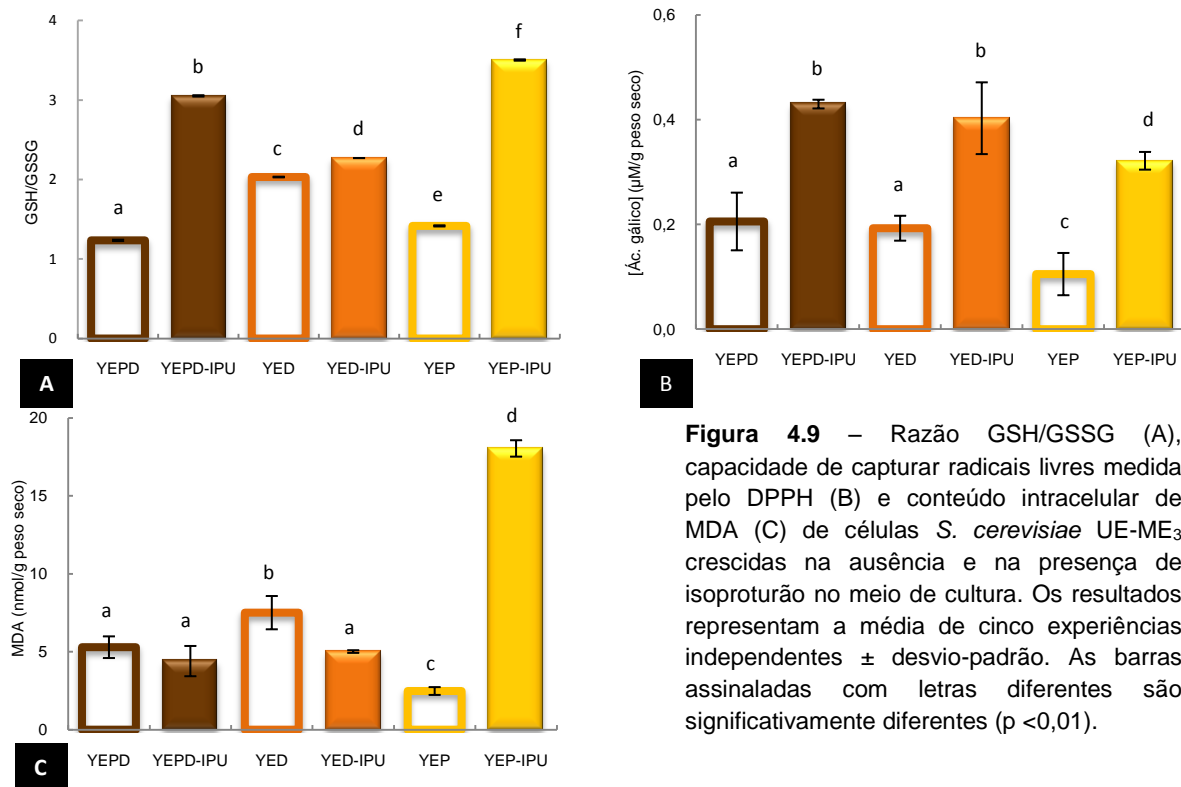 GSH/GSSG
4
3
2
1
0
a
b
c
d
e
f
YEPD
YEPD-IPU
YED
YED-IPU
YEP
YEP-IPU
A
[Ác. gálico] (µM/g peso seco)
0,6
0,4
0,2
0,0
a
b
a
b
c
d
YEPD
YEPD-IPU
YED
YED-IPU
YEP
YEP-IPU
B
MDA (nmol/g peso seco)
20
15
10
5
0
a
a
b
a
c
d
YEPD
YEPD-IPU
YED
YED-IPU
YEP
YEP-IPU
C
Figura 4.9 – Razão GSH/GSSG (A),
capacidade de capturar radicais livres medida
pelo DPPH (B) e conteúdo intracelular de
MDA (C) de células S. cerevisiae UE-ME3
crescidas na ausência e na presença de
isoproturão no meio de cultura. Os resultados
representam a média de cinco experiências
independentes ± desvio-padrão. As barras
assinaladas com letras diferentes são
significativamente diferentes (p <0,01).